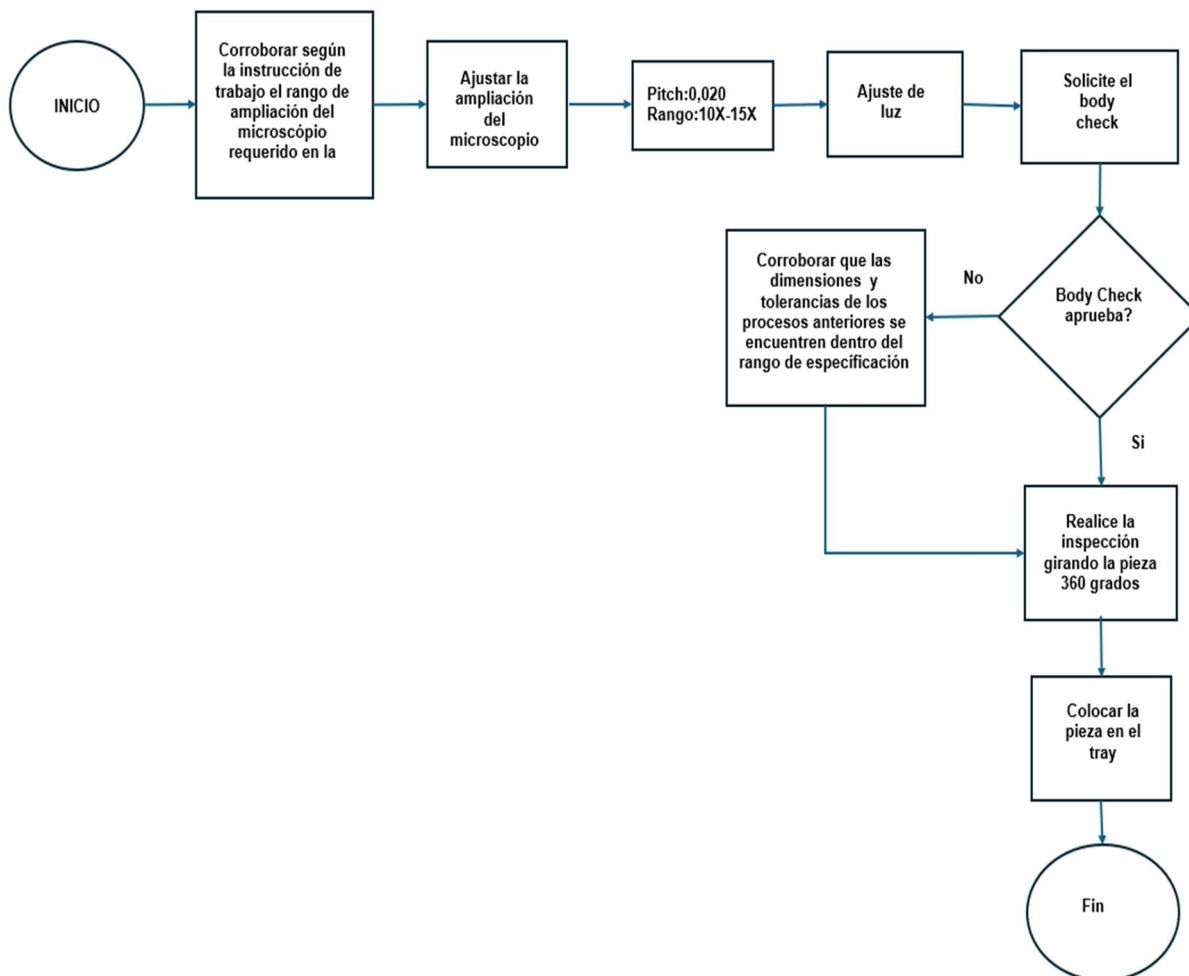 INICIO
Corroborar según
la instrucción de
trabajo el rango de
ampliación del
microscópio
requerido en la
Ajustar la
ampliación
del
microscopio
Pitch:0,020
Rango:10X-15X
Ajuste de
luz
Solicite el
body
check
Body Check
aprueba?
No
Corroborar que las
dimensiones y
tolerancias de los
procesos anteriores se
encuentren dentro del
rango de específicación
Si
Realice la
inspección
girando la pieza
360 grados
Colocar la
pieza en el
tray
Fin